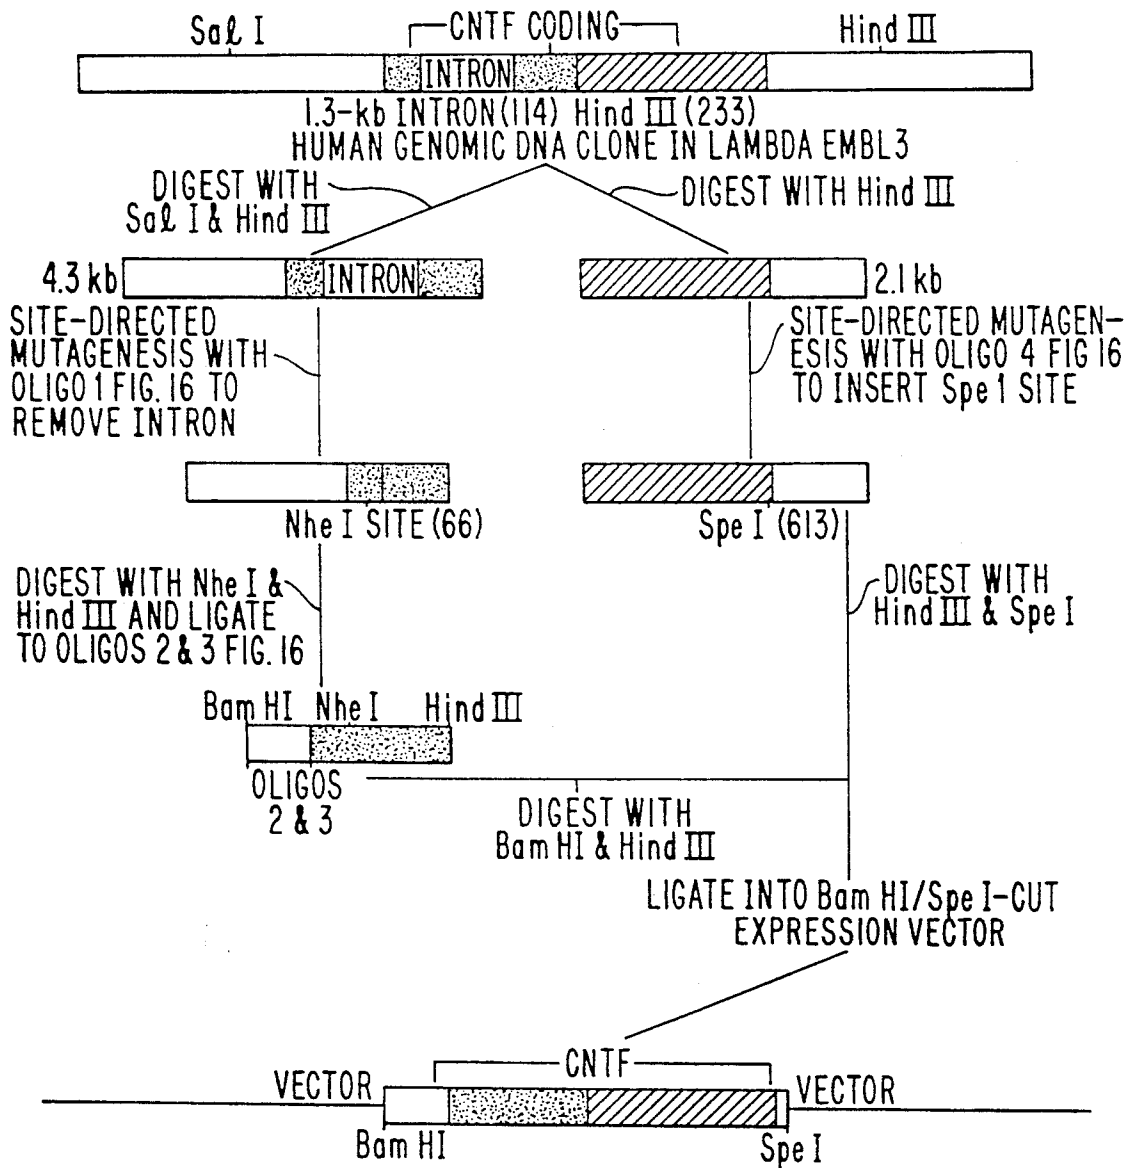 Sal I
CNTF CODING
Hind III
INTRON
1.3-kb INTRON(114) Hind III (233)
HUMAN GENOMIC DNA CLONE IN LAMBDA EMBL3
DIGEST WITH
Sal I & Hind III
DIGEST WITH Hind III
4.3 kb
INTRON
2.1 kb
SITE-DIRECTED
MUTAGENESIS WITH
OLIGO 1 FIG. 16 TO
REMOVE INTRON
SITE-DIRECTED MUTAGEN-
ESIS WITH OLIGO 4 FIG 16
TO INSERT Spe 1 SITE
Nhe I SITE (66)
Spe I (613)
DIGEST WITH Nhe I &
Hind III AND LIGATE
TO OLIGOS 2 & 3 FIG. 16
DIGEST WITH
Hind III & Spe I
Bam HI Nhe I Hind III
OLIGOS
2 & 3
DIGEST WITH
Bam HI & Hind III
LIGATE INTO Bam HI/Spe I-CUT
EXPRESSION VECTOR
CNTF
VECTOR
VECTOR
Bam HI
Spe I